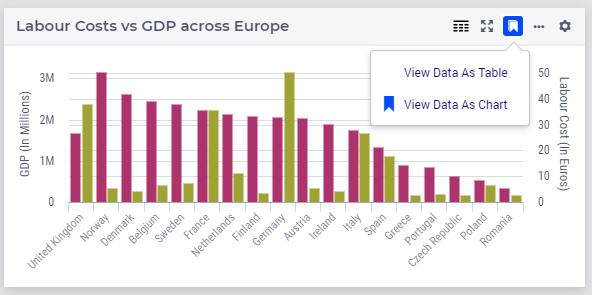 Labour Costs vs GDP across Europe
View Data As Table
View Data As Chart
GDP (In Millions)
3M
2M
1M
0
50
40
30
20
10
0
Labour Cost (In Euros)
United Kingdom
Norway
Denmark
Belgium
Sweden
France
Netherlands
Finland
Germany
Austria
Ireland
Italy
Spain
Greece
Portugal
Czech Republic
Poland
Romania